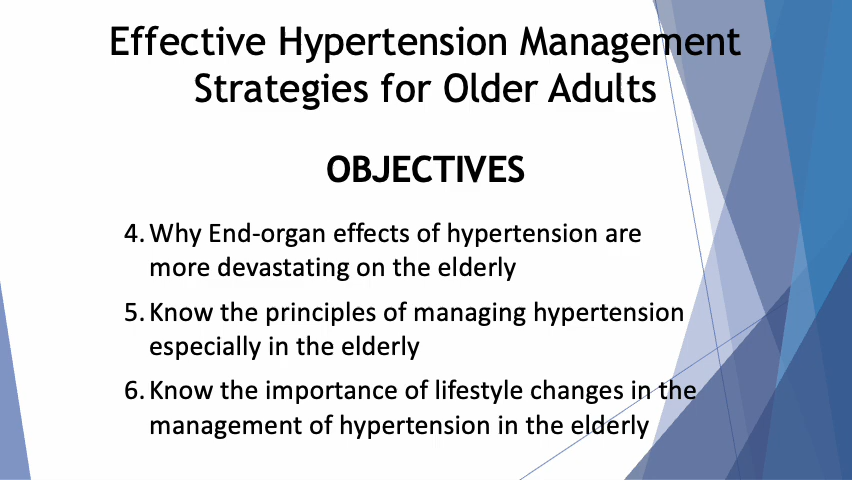 Effective Hypertension Management
Strategies for Older Adults
OBJECTIVES
4. Why End-organ effects of hypertension are
more devastating on the elderly
5. Know the principles of managing hypertension
especially in the elderly
6. Know the importance of lifestyle changes in the
management of hypertension in the elderly